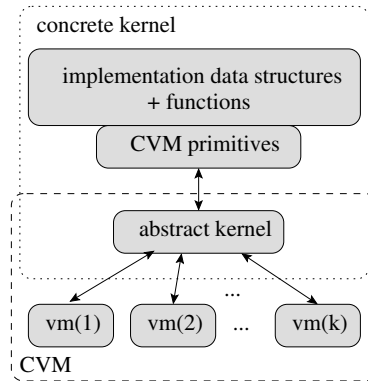 concrete kernel
implementation data structures
+ functions
CVM primitives
abstract kernel
...
vm(1) vm(2) ... vm(k)
CVM